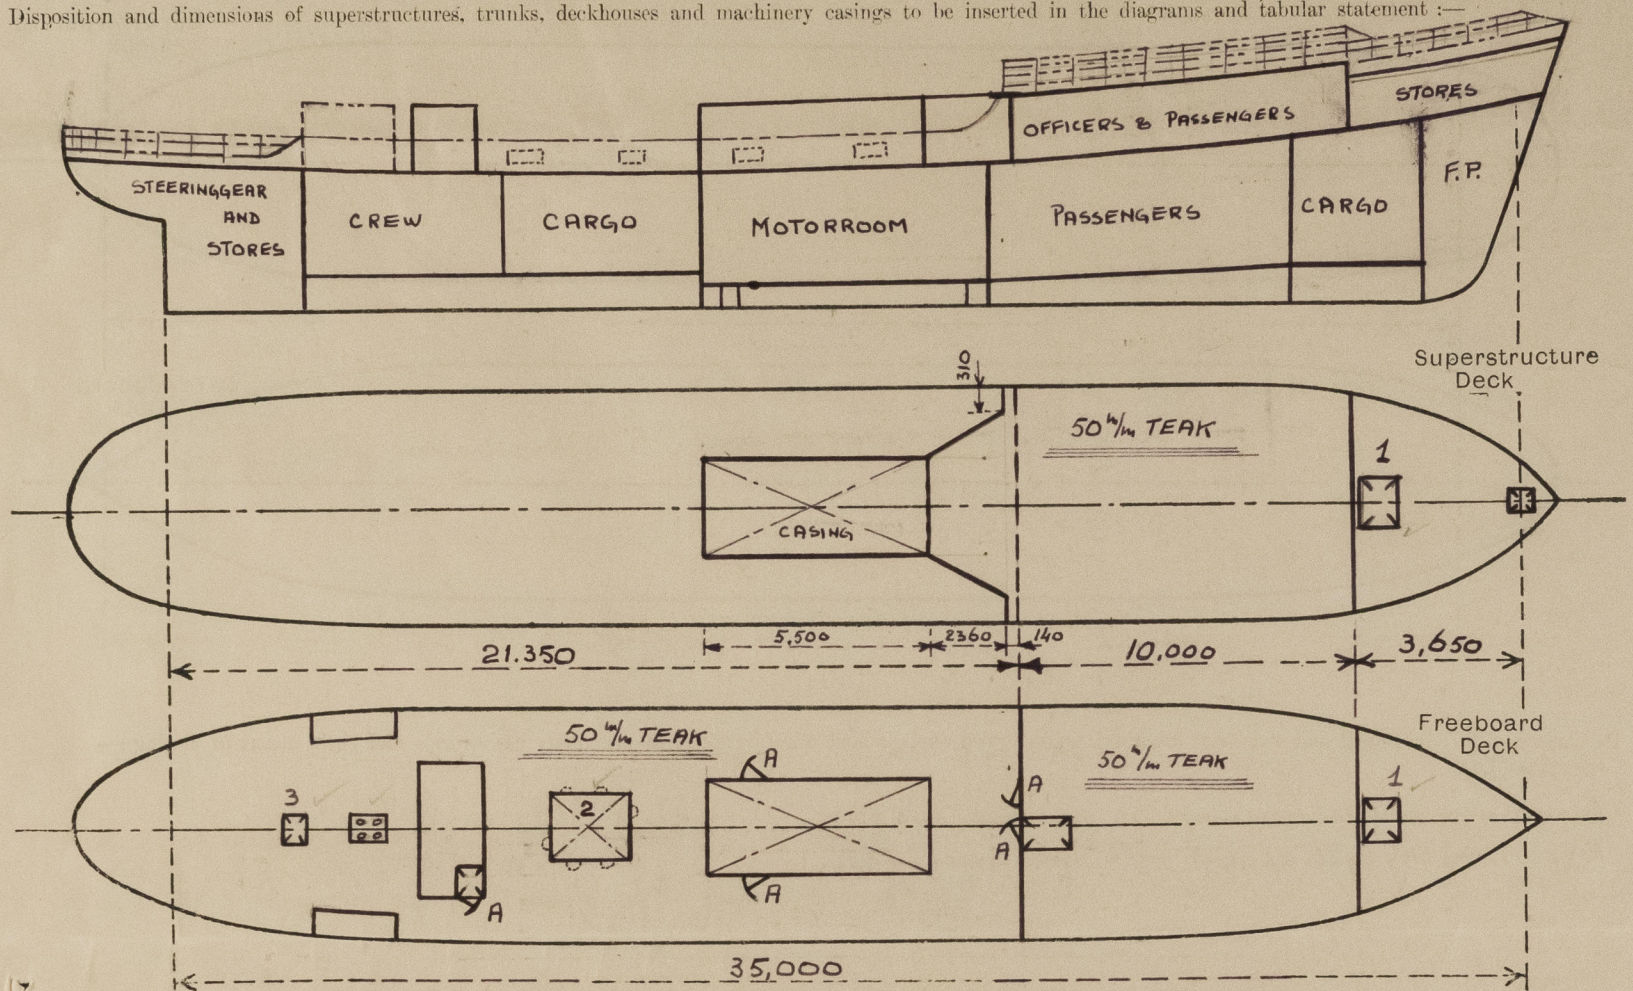 Disposition and dimensions of superstructures, trunks, deckhouses and machinery casings to be inserted in the diagrams and tabular statement :—
STORES
OFFICERS & PASSENGERS
F.P.
STEERINGGEAR
AND
STORES
CREW
CARGO
MOTORROOM
PASSENGERS
CARGO
310
Superstructure
Deck
50 m/m TEAK
1
CASING
5,500
2360
140
21.350
10,000
3,650
Freeboard
Deck
50 m/m TEAK
50 m/m TEAK
A
A
1
3
2
A
A
A
35,000